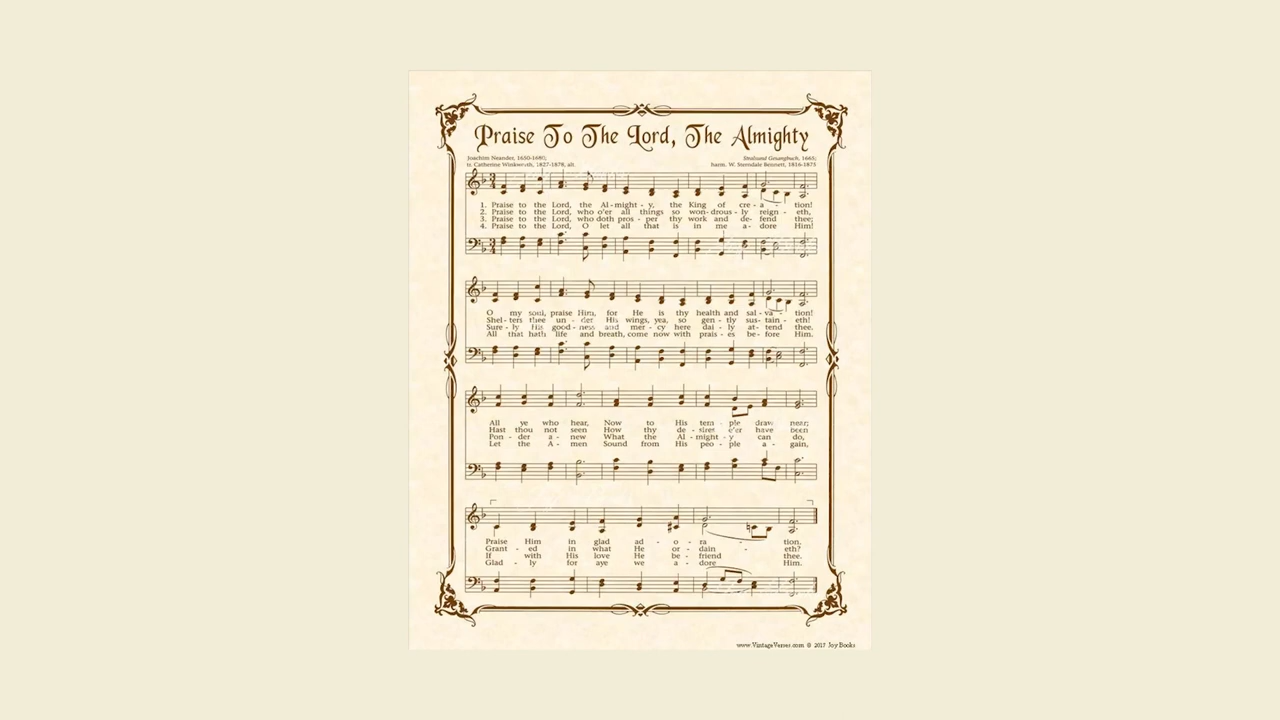 Praise To The Lord, The Almighty
Joachim Neander, 1650-1680;
tr. Catherine Winkworth, 1827-1878, alt.
Stralsund Gesangbuch, 1665;
harm. W. Sterndale Bennett, 1816-1875
1. Praise to the Lord, the Al-might-y, the King of cre-a-tion!
2. Praise to the Lord, who o'er all things so won-drous-ly reign-eth,
3. Praise to the Lord, who doth pros-per thy work and de-fend thee;
4. Praise to the Lord, O let all that is in me a-dore Him!
O my soul, praise Him, for He is thy health and sal-va-tion!
Shel-ters thee un-der His wings, yea, so gen-tly sus-tain-eth!
Sure-ly His good-ness and mer-cy here dai-ly at-tend thee.
All that hath life and breath, come now with prais-es be-fore Him.
All ye who hear, Now to His tem-ple draw near;
Hast thou not seen How thy de-sires e'er have been
Pon-der a-new What the Al-might-y can do,
Let the A-men Sound from His peo-ple a-gain,
Praise Him in glad ad-o-ra-tion.
Grant-ed in what He or-dain-eth?
If with His love He be-friend thee.
Glad-ly for aye we a-dore Him.
www.VintageVerses.com © 2017 Joy Books